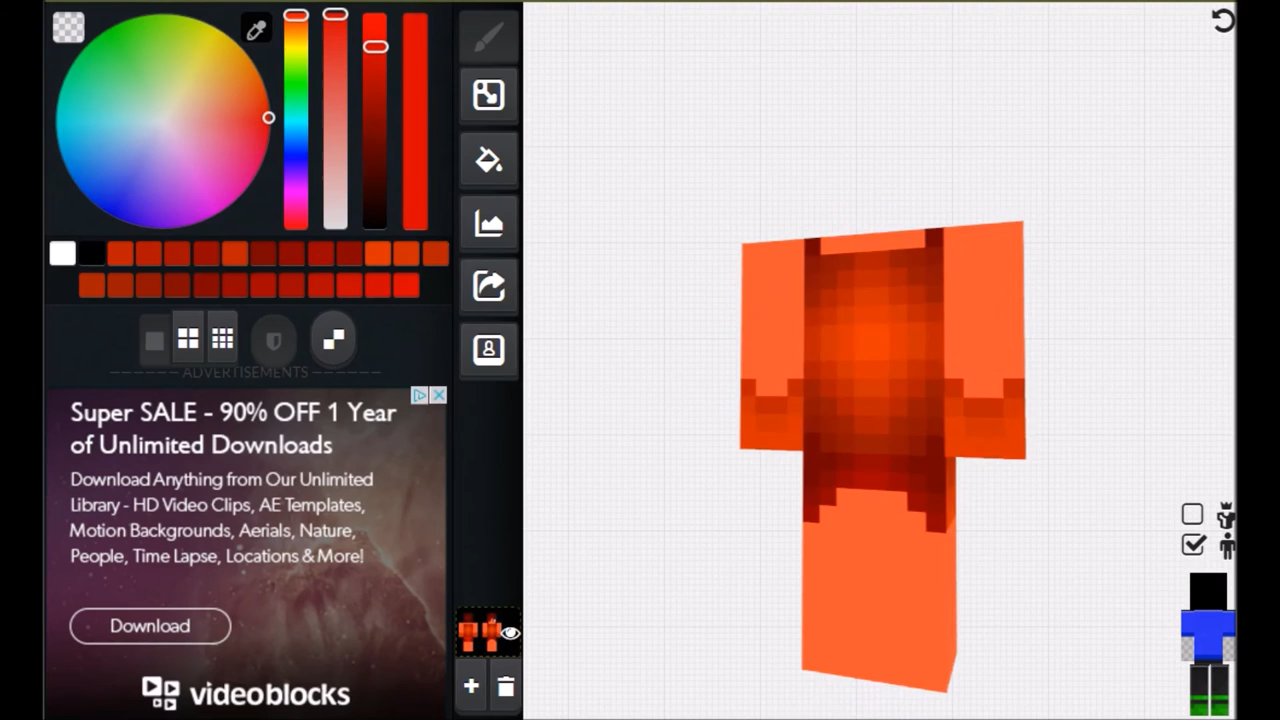 ADVERTISEMENTS
Super SALE - 90% OFF 1 Year
of Unlimited Downloads
Download Anything from Our Unlimited
Library - HD Video Clips, AE Templates,
Motion Backgrounds, Aerials, Nature,
People, Time Lapse, Locations & More!
Download
videoblocks